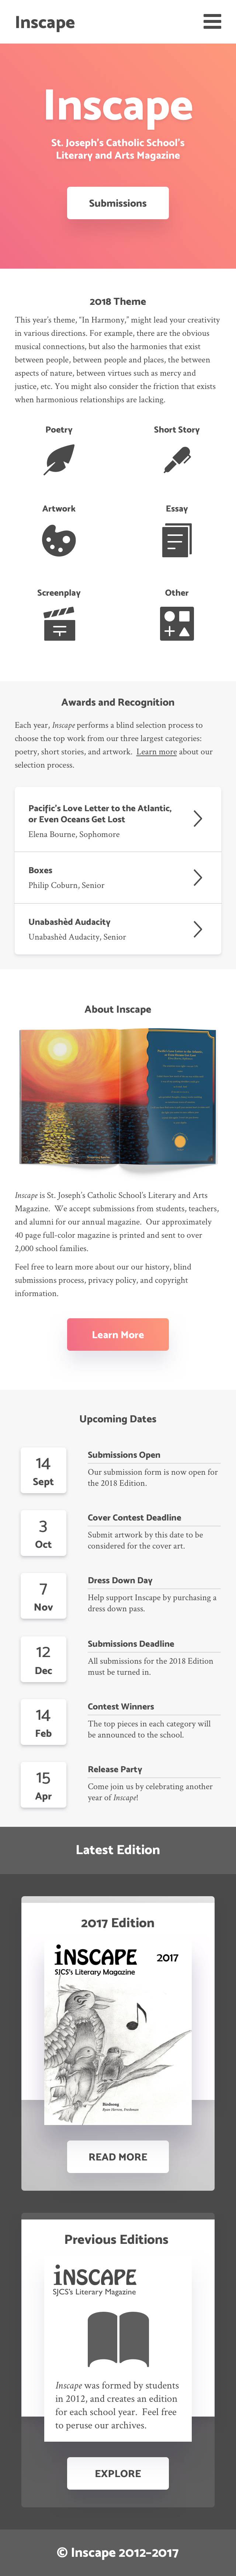 Inscape
Inscape
St. Joseph's Catholic School's
Literary and Arts Magazine
Submissions
2018 Theme
This year's theme, "In Harmony," might lead your creativity
in various directions. For example, there are the obvious
musical connections, but also the harmonies that exist
between people, between people and places, the between
aspects of nature, between virtues such as mercy and
justice, etc. You might also consider the friction that exists
when harmonious relationships are lacking.
Poetry
Short Story
Artwork
Essay
Screenplay
Other
Awards and Recognition
Each year, Inscape performs a blind selection process to
choose the top work from our three largest categories:
poetry, short stories, and artwork. Learn more about our
selection process.
Pacific's Love Letter to the Atlantic,
or Even Oceans Get Lost
Elena Bourne, Sophomore
Boxes
Philip Coburn, Senior
Unabashèd Audacity
Unabashèd Audacity, Senior
About Inscape
Inscape is St. Joseph's Catholic School's Literary and Arts
Magazine. We accept submissions from students, teachers,
and alumni for our annual magazine. Our approximately
40 page full-color magazine is printed and sent to over
2,000 school families.
Feel free to learn more about our our history, blind
submissions process, privacy policy, and copyright
information.
Learn More
Upcoming Dates
14
Sept
Submissions Open
Our submission form is now open for
the 2018 Edition.
3
Oct
Cover Contest Deadline
Submit artwork by this date to be
considered for the cover art.
7
Nov
Dress Down Day
Help support Inscape by purchasing a
dress down pass.
12
Dec
Submissions Deadline
All submissions for the 2018 Edition
must be turned in.
14
Feb
Contest Winners
The top pieces in each category will
be announced to the school.
15
Apr
Release Party
Come join us by celebrating another
year of Inscape!
Latest Edition
2017 Edition
iNSCAPE
2017
SJCS's Literary Magazine
Birdsong
READ MORE
Previous Editions
iNSCAPE
SJCS's Literary Magazine
Inscape was formed by students
in 2012, and creates an edition
for each school year. Feel free
to peruse our archives.
EXPLORE
© Inscape 2012–2017